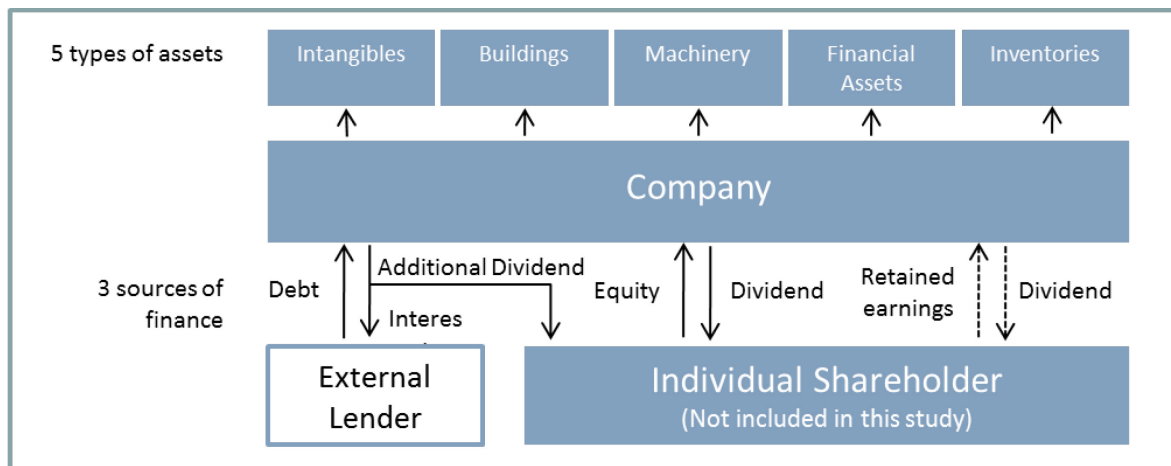 5 types of assets
Intangibles
Buildings
Machinery
Financial
Assets
Inventories
Company
3 sources of
finance
Debt
Additional Dividend
Interes
Equity
Dividend
Retained
earnings
Dividend
External
Lender
Individual Shareholder
(Not included in this study)